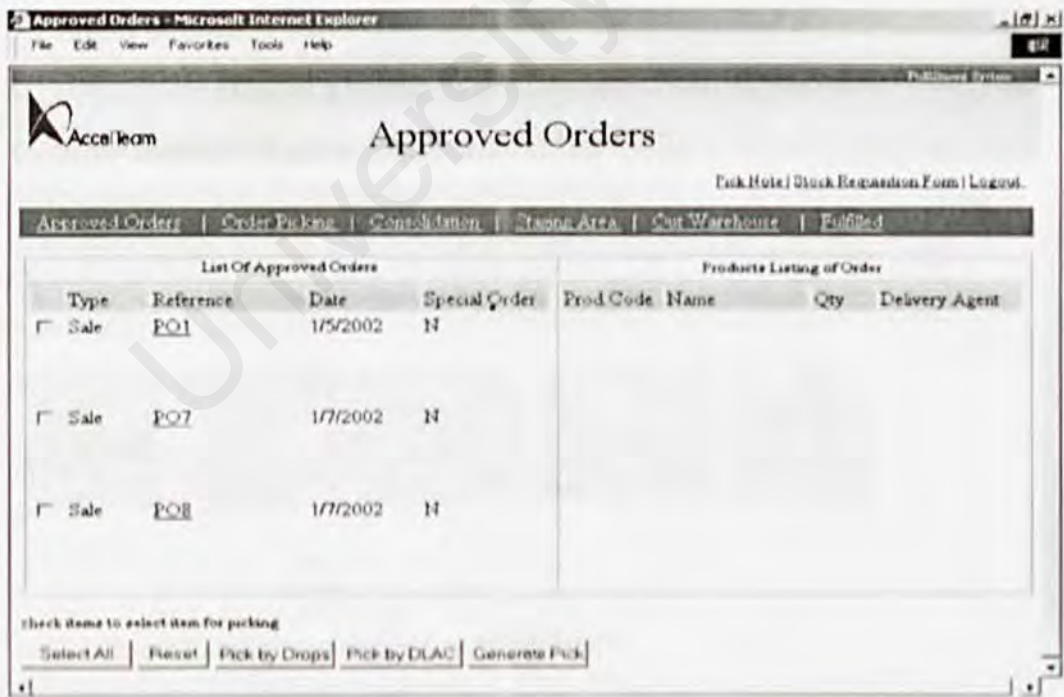 Approved Orders - Microsoft Internet Explorer
File Edit View Favorites Tools Help
Fulfillment System
AccelTeam
Approved Orders
Pick Note | Stock Requisition Form | Logout
Approved Orders | Order Picking | Consolidation | Staging Area | Out Warehouse | Fulfilled
List Of Approved Orders
Products Listing of Order
Type Reference Date Special Order Prod Code Name Qty Delivery Agent
Sale PO1 1/5/2002 N
Sale PO7 1/7/2002 N
Sale PO8 1/7/2002 N
check items to select item for picking
Select All Reset Pick by Drops Pick by DLAC Generate Pick
University